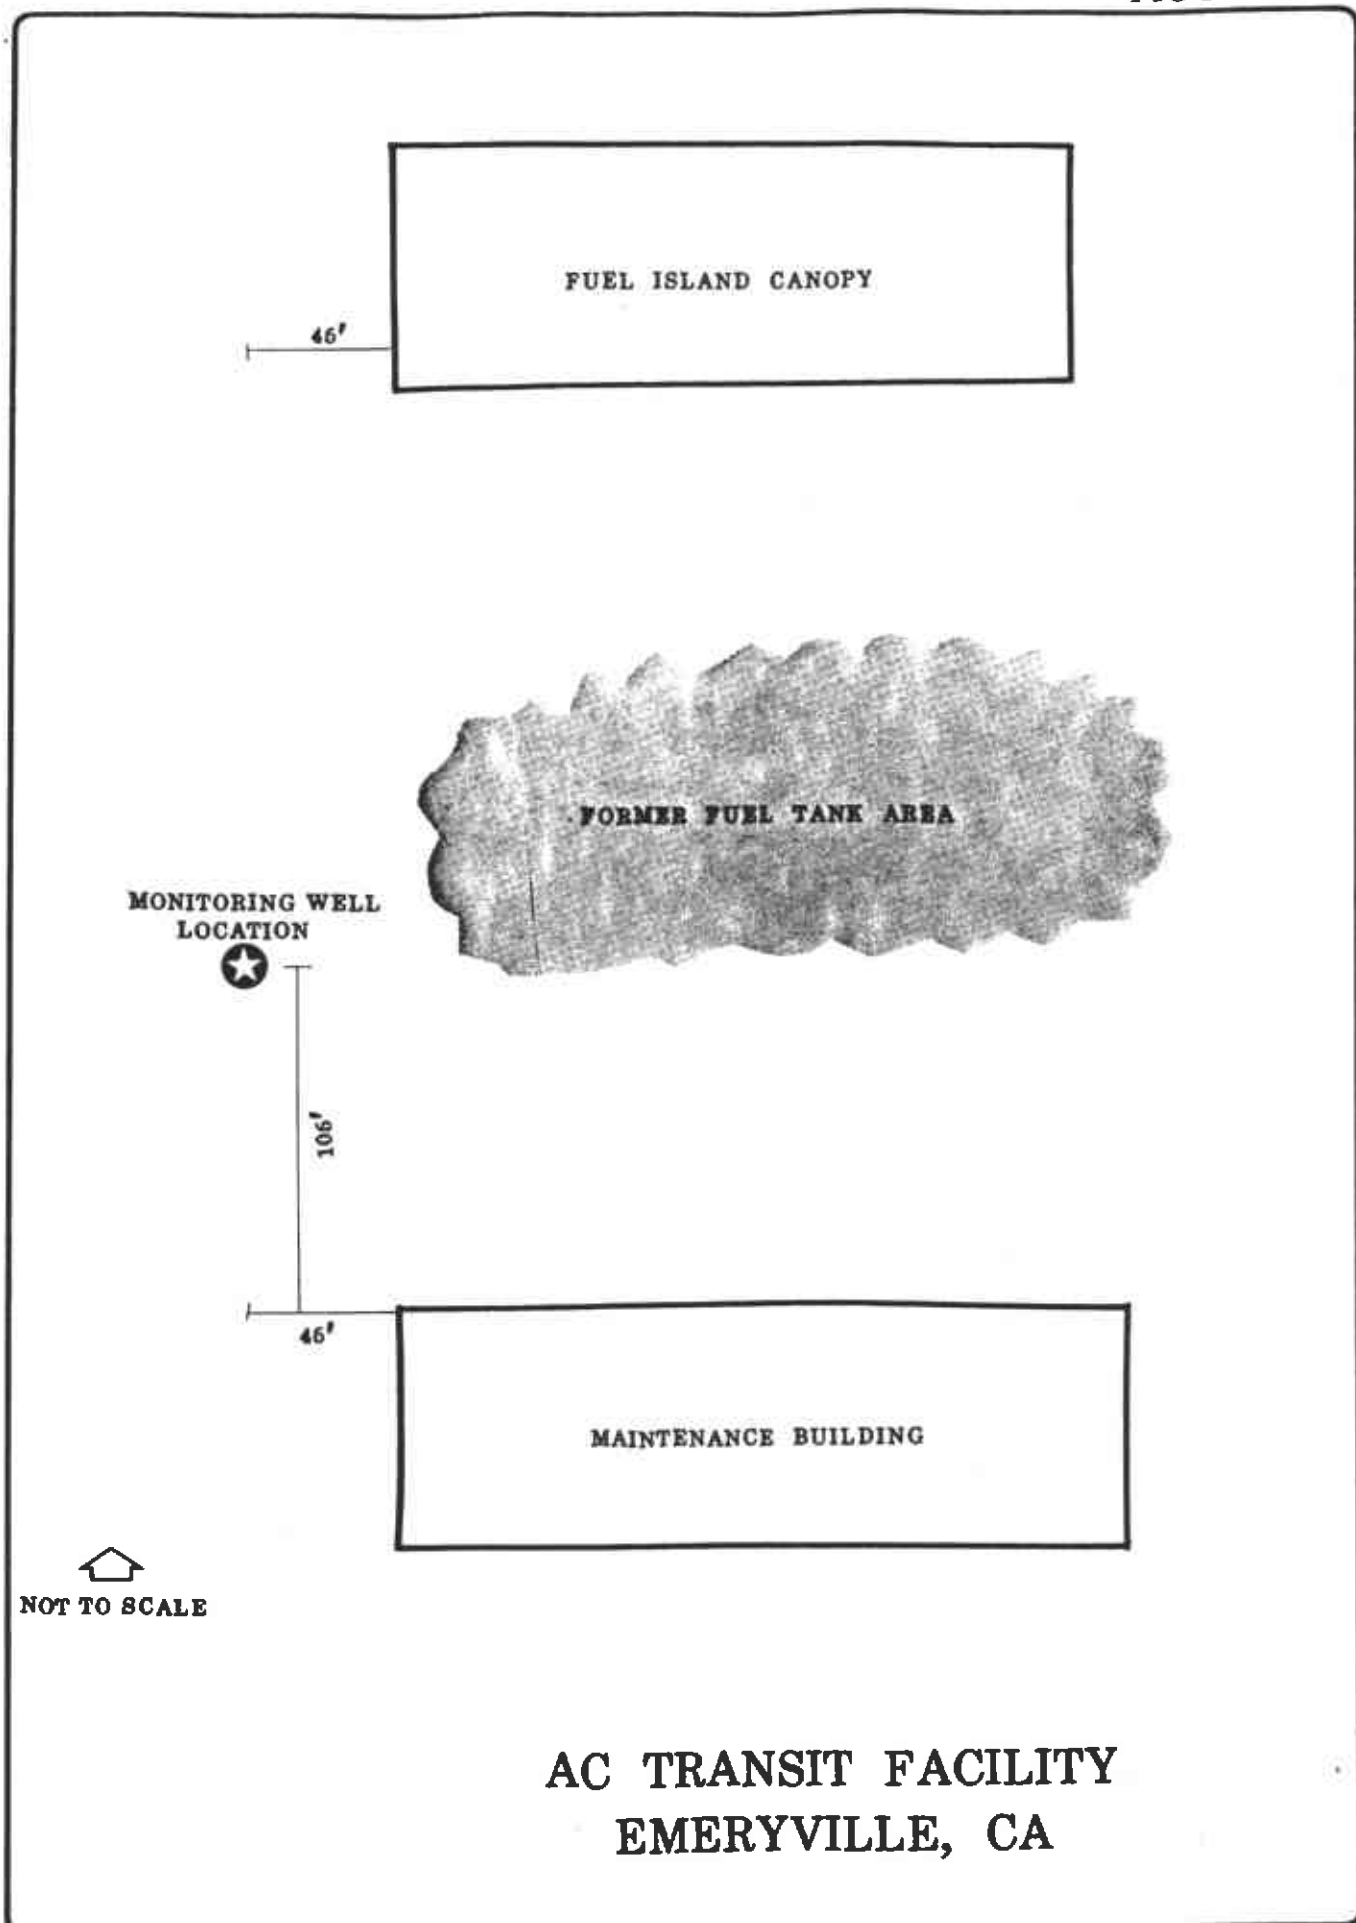 FUEL ISLAND CANOPY
46'
FORMER FUEL TANK AREA
MONITORING WELL
LOCATION
106'
46'
MAINTENANCE BUILDING
NOT TO SCALE
AC TRANSIT FACILITY
EMERYVILLE, CA